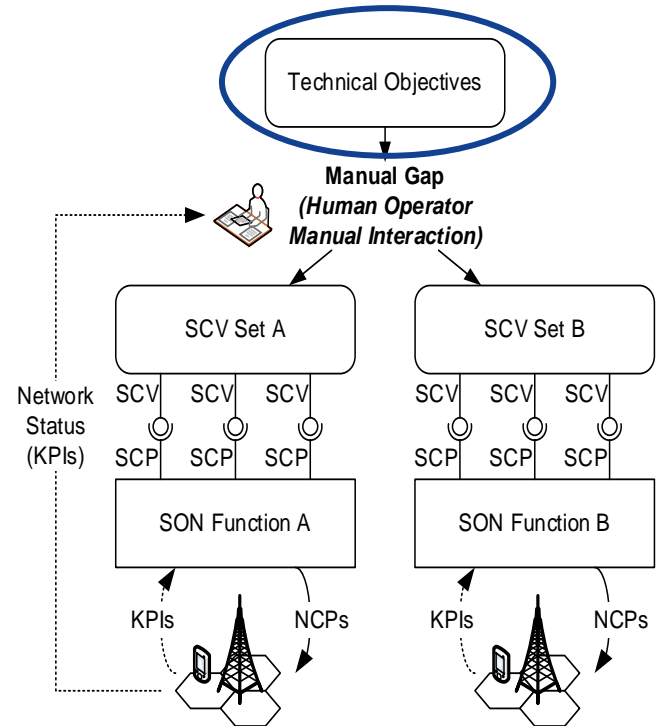 Technical Objectives
Manual Gap
(Human Operator
Manual Interaction)
SCV Set A
SCV Set B
SCV SCV SCV
SCV SCV SCV
Network
Status
(KPIs)
SCP SCP SCP
SCP SCP SCP
SON Function A
SON Function B
KPIs
NCPs
KPIs
NCPs